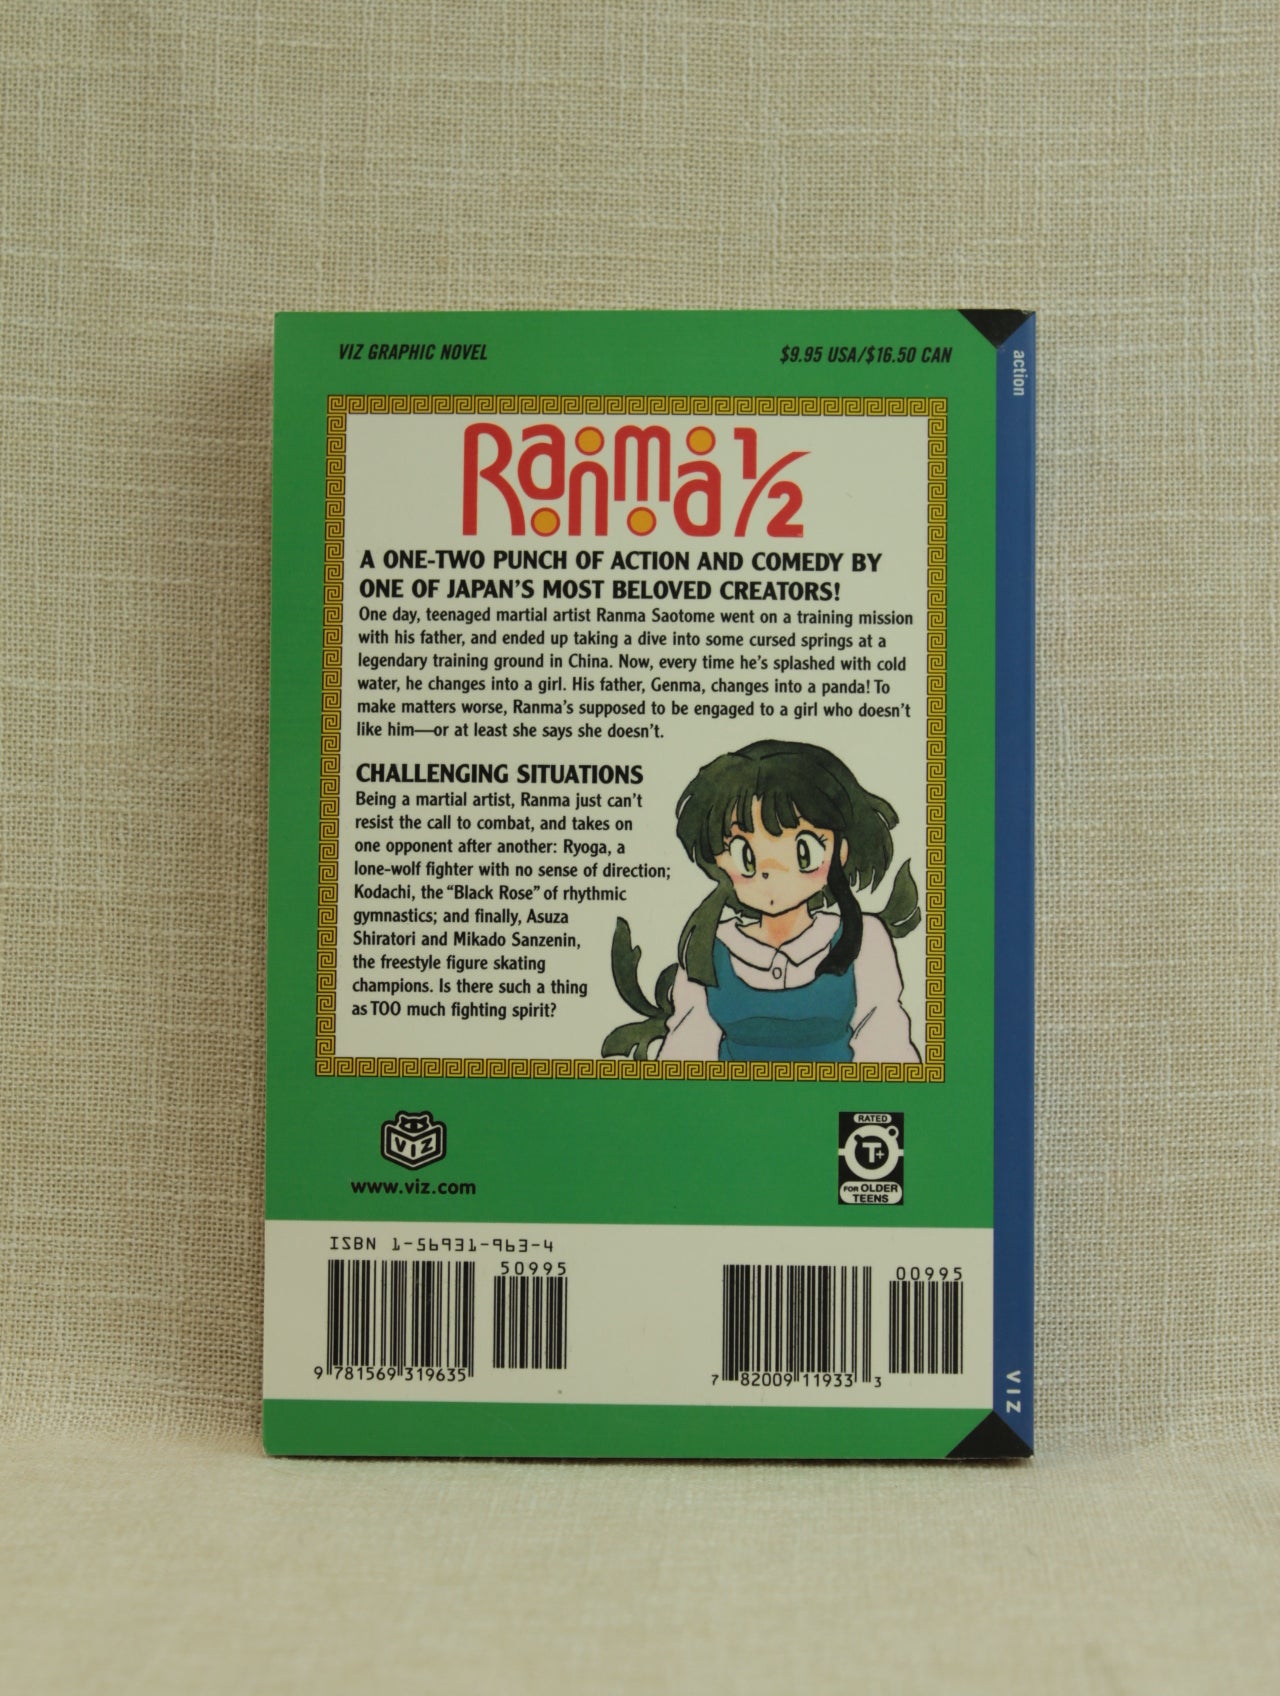 VIZ GRAPHIC NOVEL
$9.95 USA/$16.50 CAN
action
Ranma 1/2
A ONE-TWO PUNCH OF ACTION AND COMEDY BY
ONE OF JAPAN'S MOST BELOVED CREATORS!
One day, teenaged martial artist Ranma Saotome went on a training mission
with his father, and ended up taking a dive into some cursed springs at a
legendary training ground in China. Now, every time he's splashed with cold
water, he changes into a girl. His father, Genma, changes into a panda! To
make matters worse, Ranma's supposed to be engaged to a girl who doesn't
like him—or at least she says she doesn't.
CHALLENGING SITUATIONS
Being a martial artist, Ranma just can't
resist the call to combat, and takes on
one opponent after another: Ryoga, a
lone-wolf fighter with no sense of direction;
Kodachi, the "Black Rose" of rhythmic
gymnastics; and finally, Asuza
Shiratori and Mikado Sanzenin,
the freestyle figure skating
champions. Is there such a thing
as TOO much fighting spirit?
VIZ
www.viz.com
RATED
T+
FOR OLDER
TEENS
ISBN 1-56931-963-4
50995
00995
9 781569 319635
7 82009 11933 3
VIZ